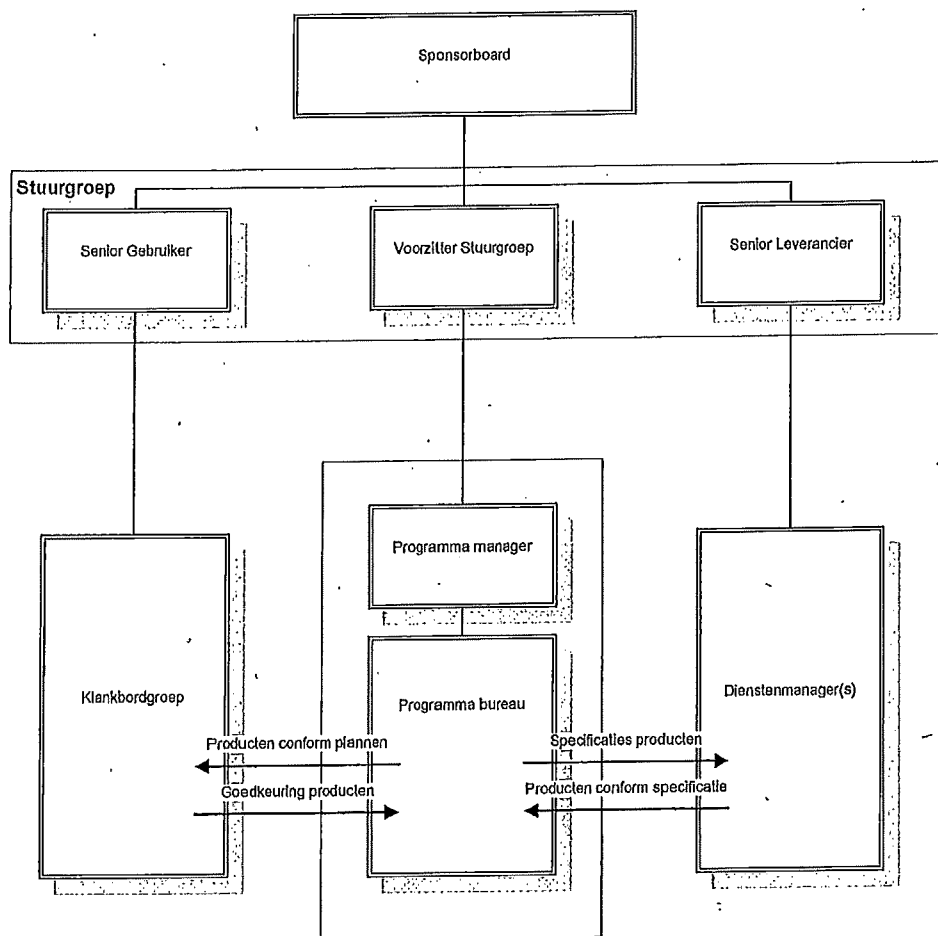 Sponsorboard
Stuurgroep
Senior Gebruiker
Voorzitter Stuurgroep
Senior Leverancier
Programma manager
Klankbordgroep
Programma bureau
Dienstenmanager(s)
Producten conform plannen
Specificaties producten
Goedkeuring producten
Producten conform specificatie